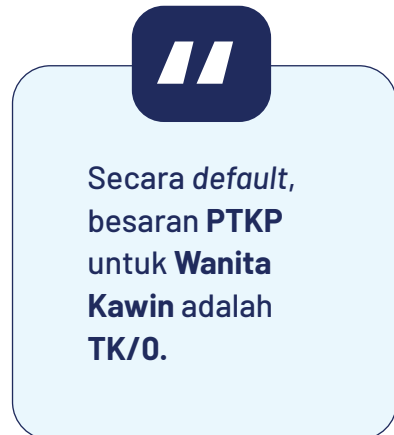 Secara default,
besaran PTKP
untuk Wanita
Kawin adalah
TK/0.